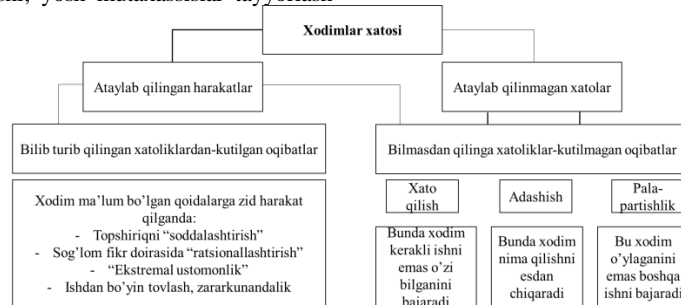 Xodimlar xatosi
Ataylab qilingan harakatlar
Ataylab qilinmagan xatolar
Bilib turib qilingan xatoliklardan-kutilgan oqibatlar
Bilmasdan qilinga xatoliklar-kutilmagan oqibatlar
Xodim ma’lum bo’lgan qoidalarga zid harakat
qilganda:
- Topshiriqni “soddalashtirish”
- Sog’lom fikr doirasida “ratsionallashtirish”
- “Ekstremal ustomonlik”
- Ishdan bo’yin tovlash, zararkunandalik
Xato
qilish
Adashish
Pala-
partishlik
Bunda xodim
kerakli ishni
emas o’zi
bilganini
bajaradi
Bunda xodim
nima qilishni
esdan
chiqaradi
Bu xodim
o’ylaganini
emas boshqa
ishni bajaradi